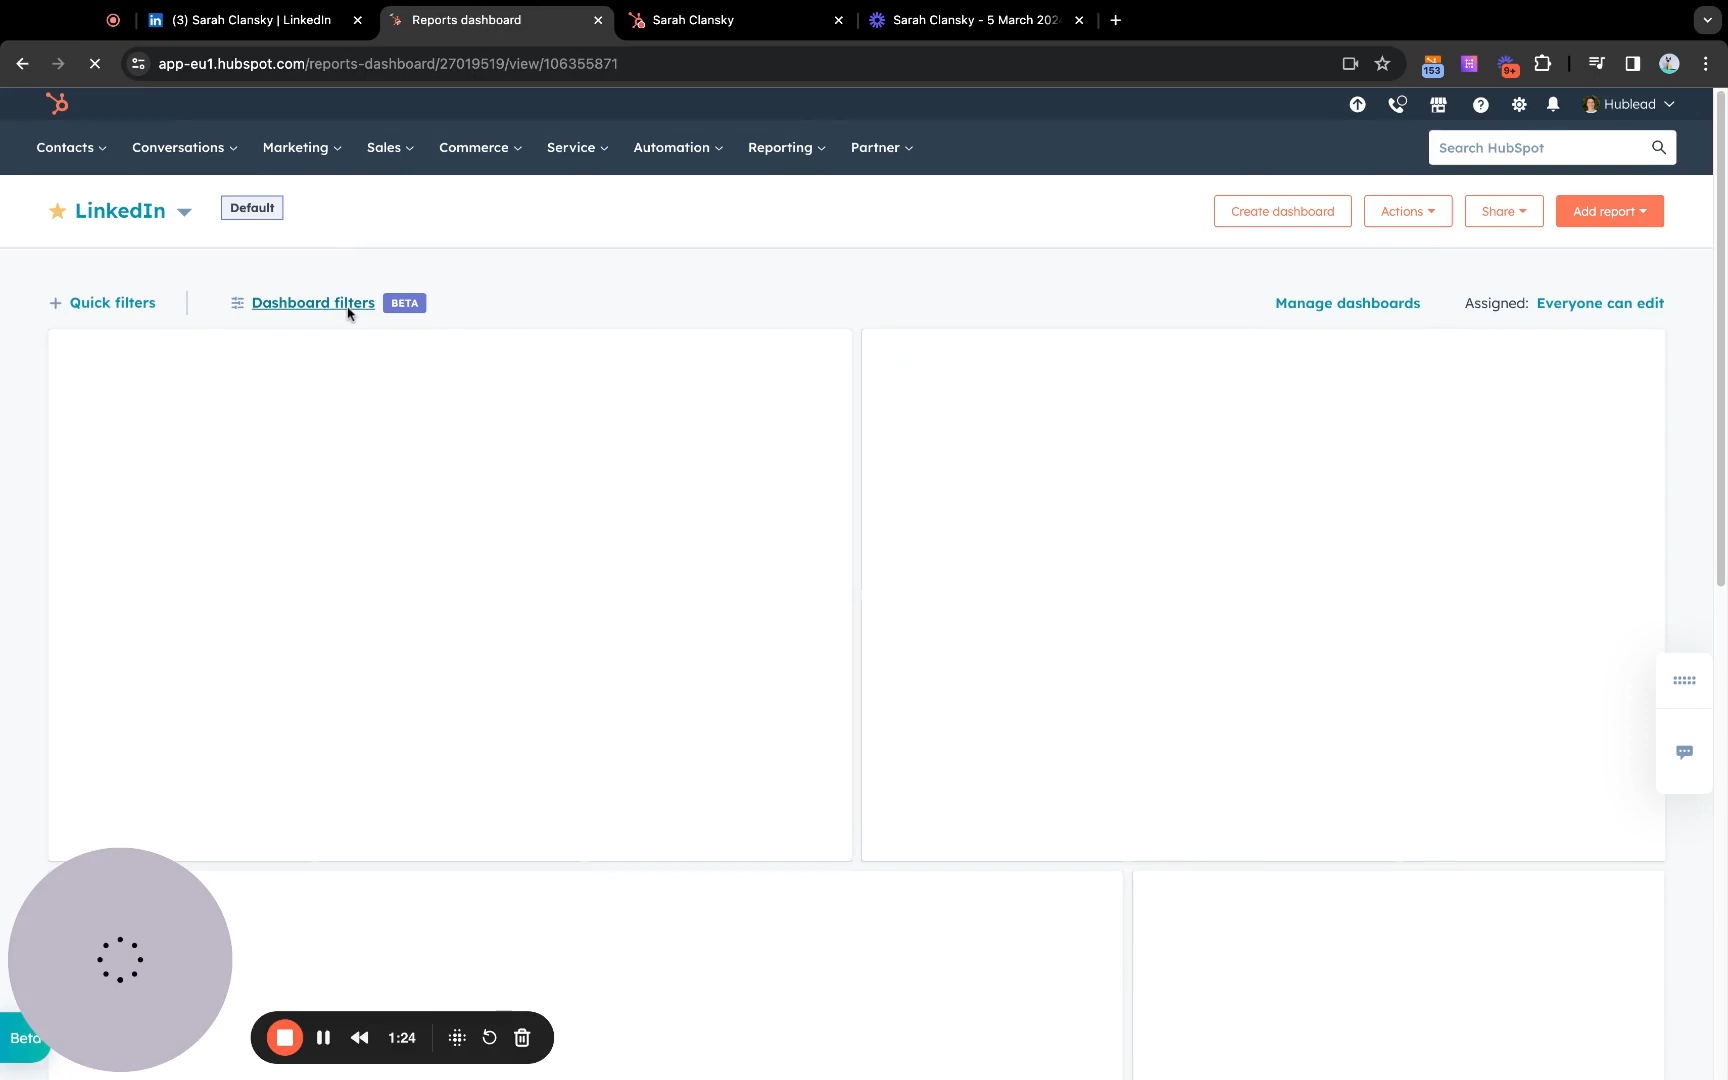 (3) Sarah Clansky | LinkedIn
Reports dashboard
Sarah Clansky
Sarah Clansky - 5 March 202
app-eu1.hubspot.com/reports-dashboard/27019519/view/106355871
153
9+
Hublead
Contacts
Conversations
Marketing
Sales
Commerce
Service
Automation
Reporting
Partner
Search HubSpot
LinkedIn
Default
Create dashboard
Actions
Share
Add report
+ Quick filters
Dashboard filters
BETA
Manage dashboards
Assigned: Everyone can edit
Beta
1:24